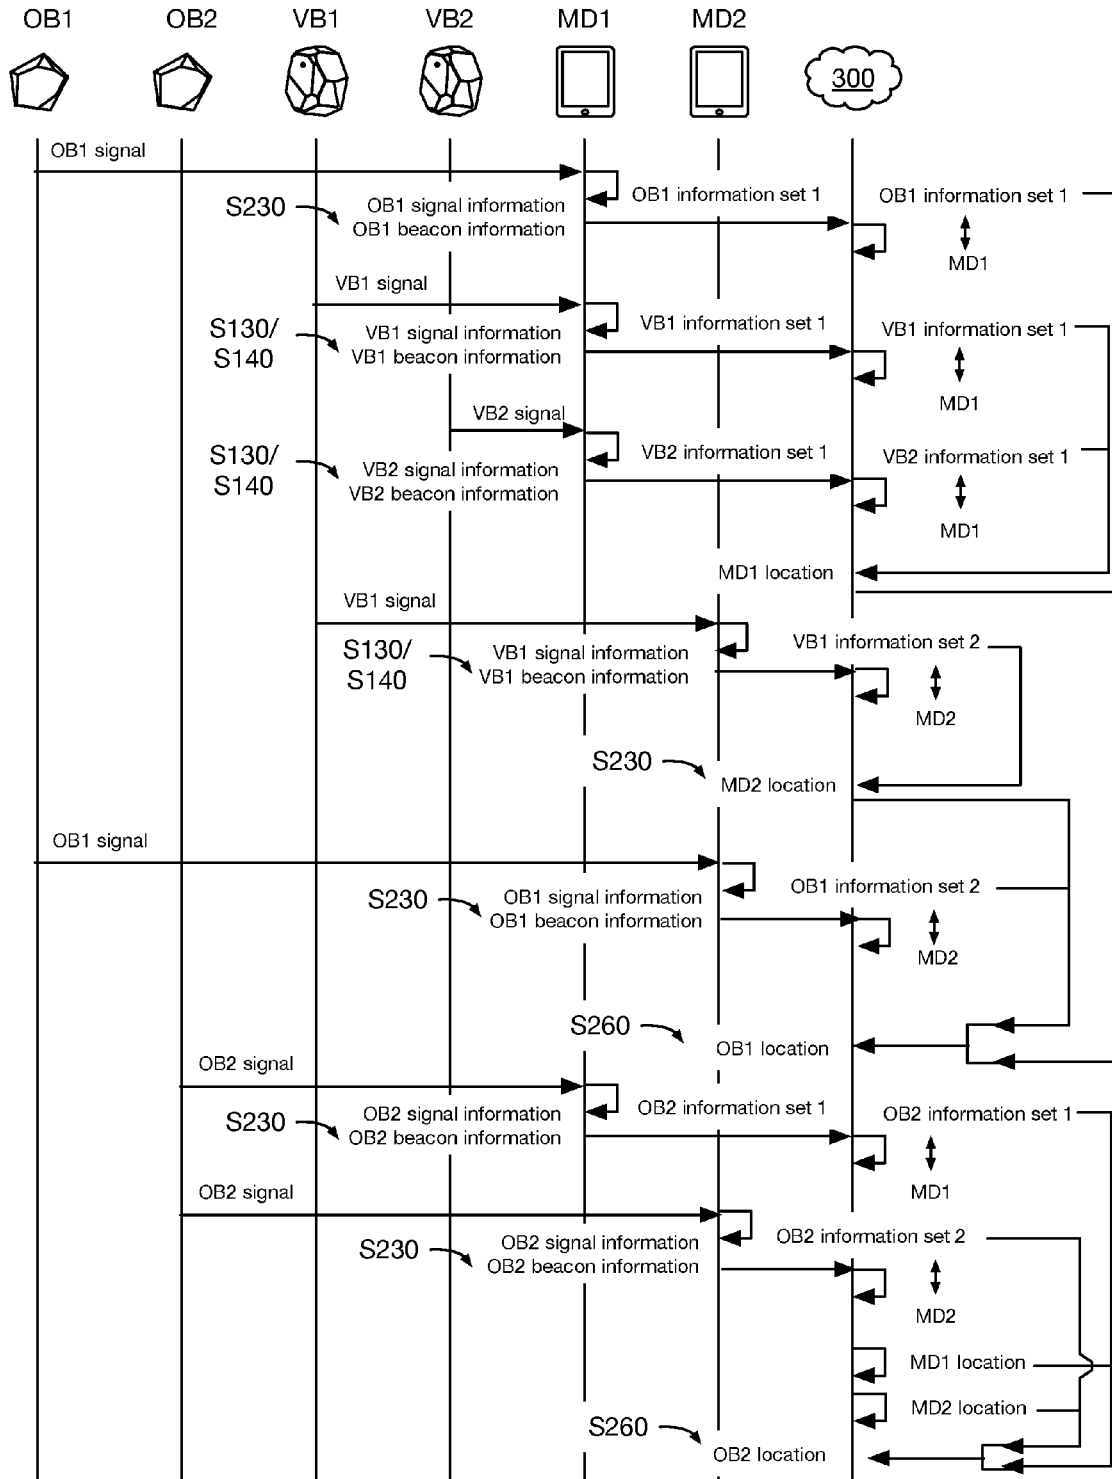 OB1 OB2 VB1 VB2 MD1 MD2
300
OB1 signal
S230
OB1 signal information
OB1 beacon information
OB1 information set 1
OB1 information set 1
MD1
VB1 signal
S130/
S140
VB1 signal information
VB1 beacon information
VB1 information set 1
VB1 information set 1
MD1
VB2 signal
S130/
S140
VB2 signal information
VB2 beacon information
VB2 information set 1
VB2 information set 1
MD1
MD1 location
VB1 signal
S130/
S140
VB1 signal information
VB1 beacon information
VB1 information set 2
MD2
S230
MD2 location
OB1 signal
S230
OB1 signal information
OB1 beacon information
OB1 information set 2
MD2
S260
OB1 location
OB2 signal
S230
OB2 signal information
OB2 beacon information
OB2 information set 1
OB2 information set 1
MD1
OB2 signal
S230
OB2 signal information
OB2 beacon information
OB2 information set 2
MD2
MD1 location
MD2 location
S260
OB2 location